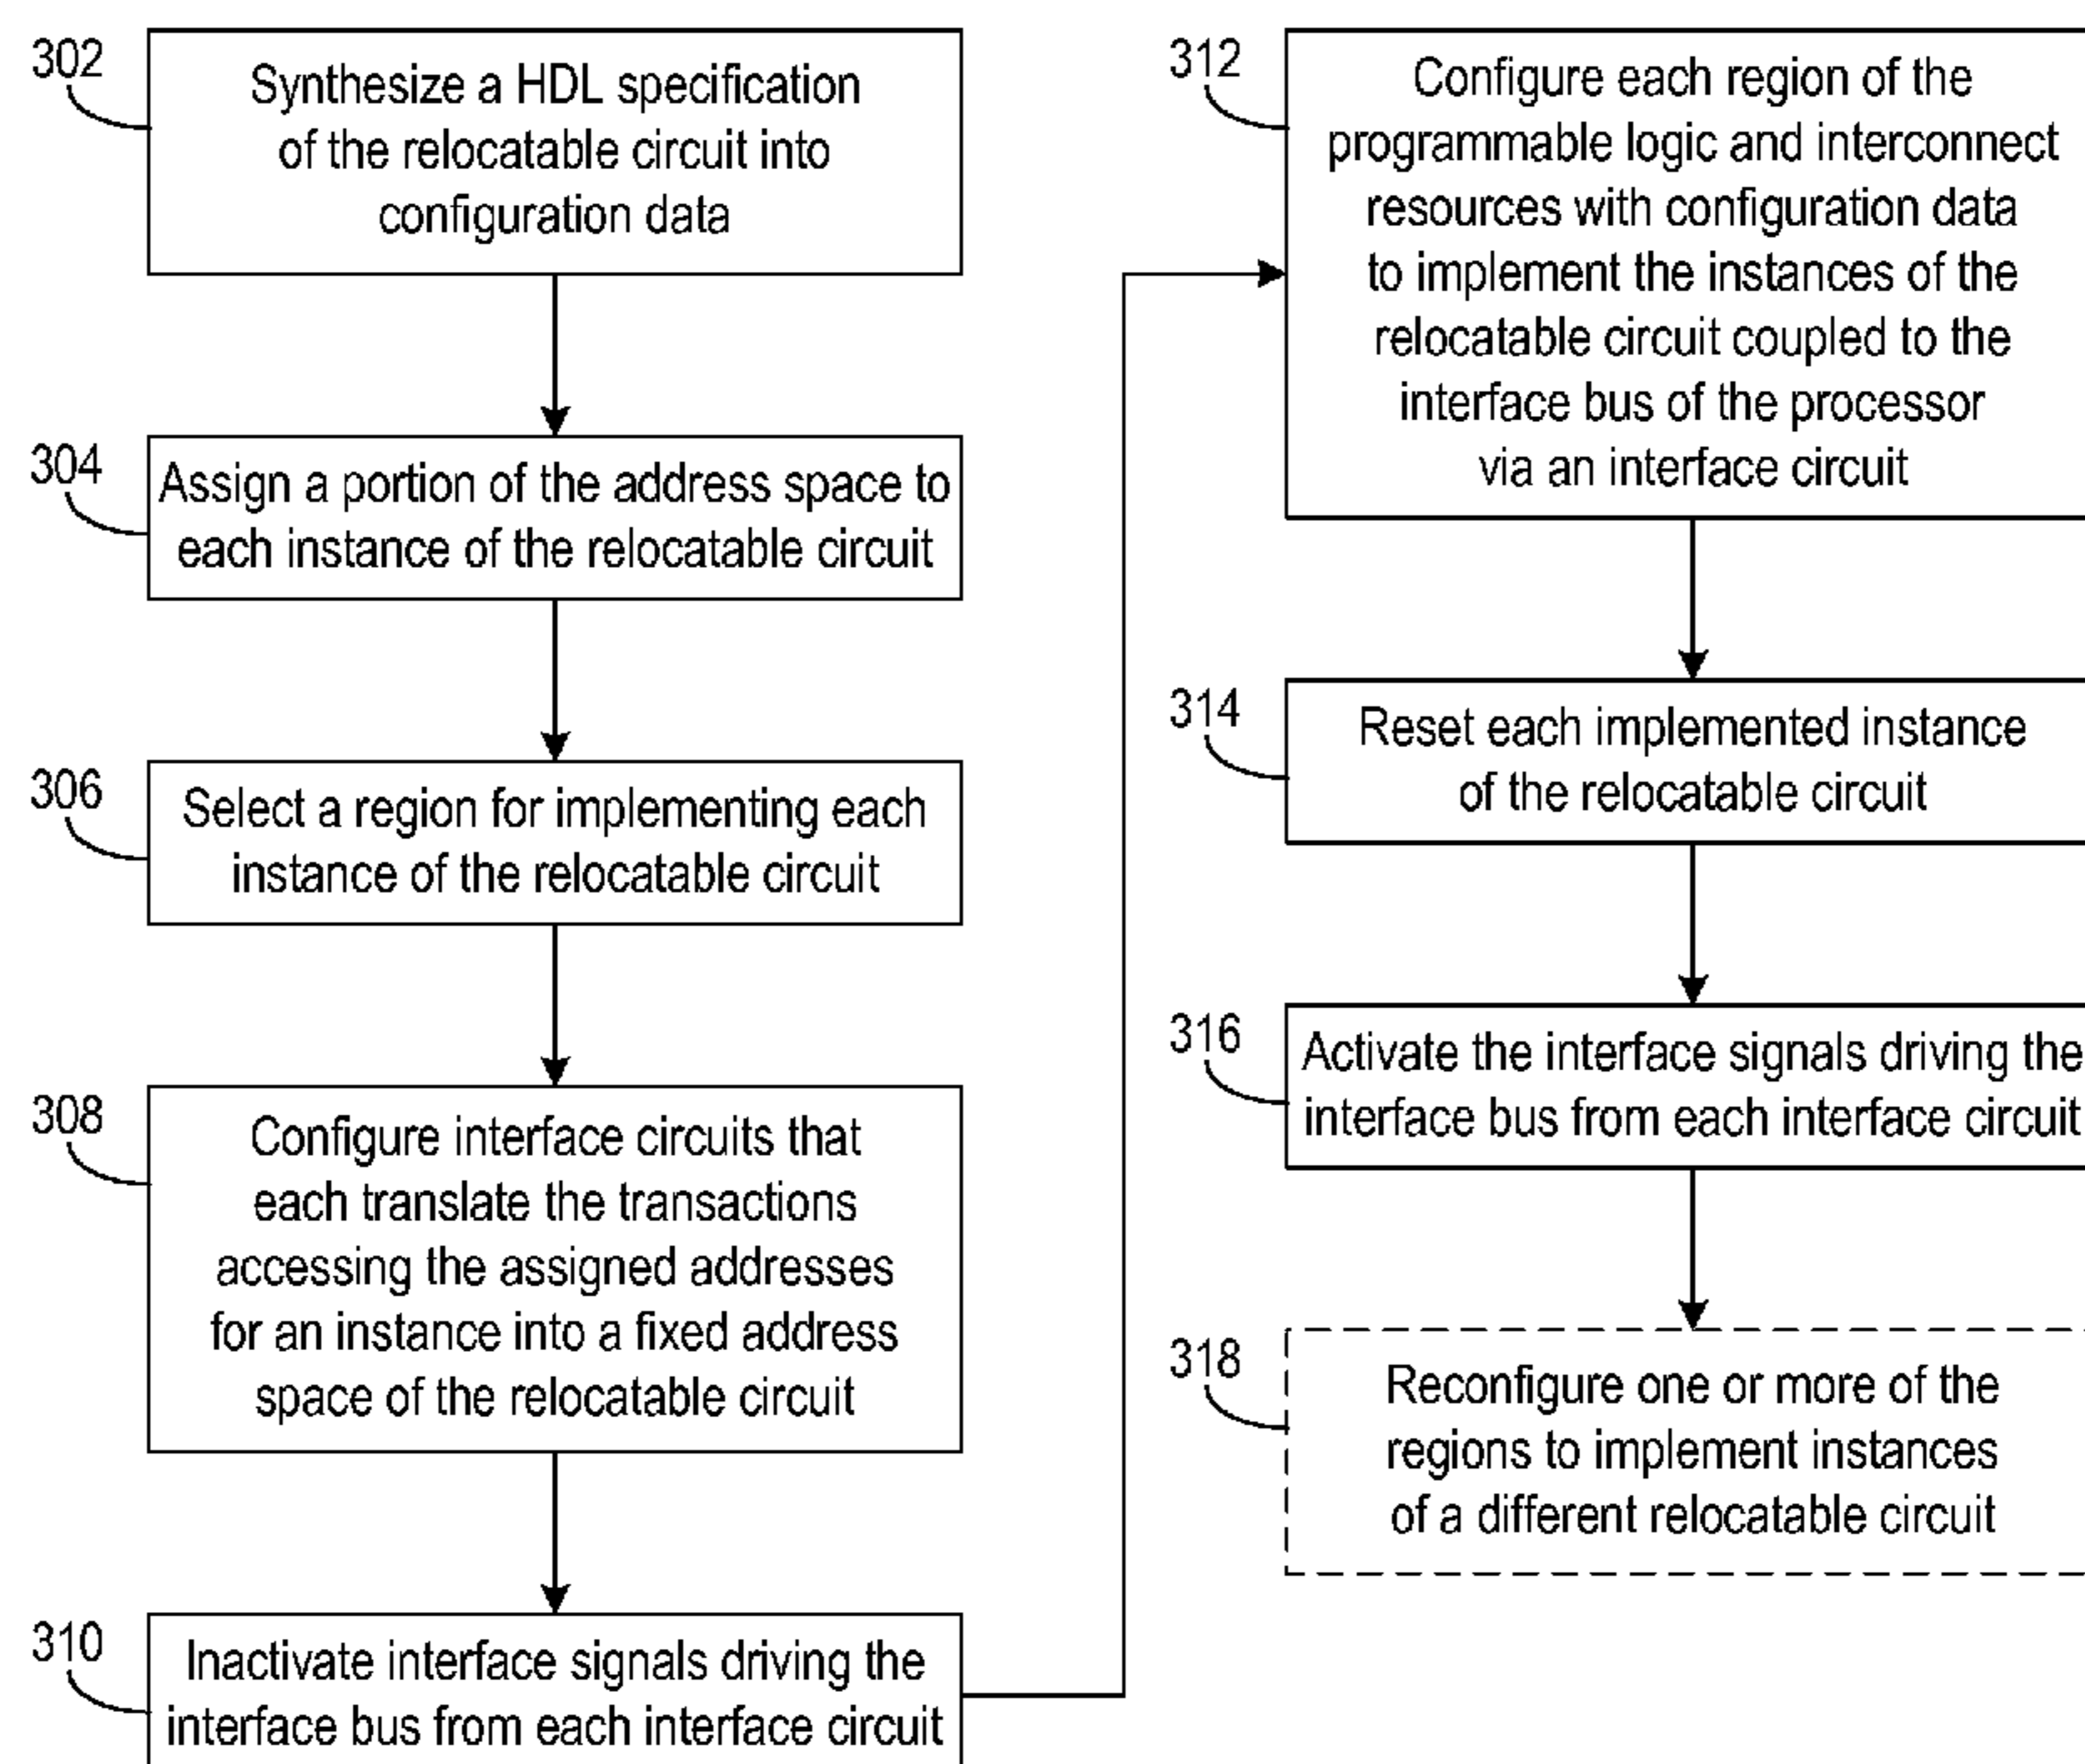 302
Synthesize a HDL specification
of the relocatable circuit into
configuration data
304
Assign a portion of the address space to
each instance of the relocatable circuit
306
Select a region for implementing each
instance of the relocatable circuit
308
Configure interface circuits that
each translate the transactions
accessing the assigned addresses
for an instance into a fixed address
space of the relocatable circuit
310
Inactivate interface signals driving the
interface bus from each interface circuit
312
Configure each region of the
programmable logic and interconnect
resources with configuration data
to implement the instances of the
relocatable circuit coupled to the
interface bus of the processor
via an interface circuit
314
Reset each implemented instance
of the relocatable circuit
316
Activate the interface signals driving the
interface bus from each interface circuit
318
Reconfigure one or more of the
regions to implement instances
of a different relocatable circuit